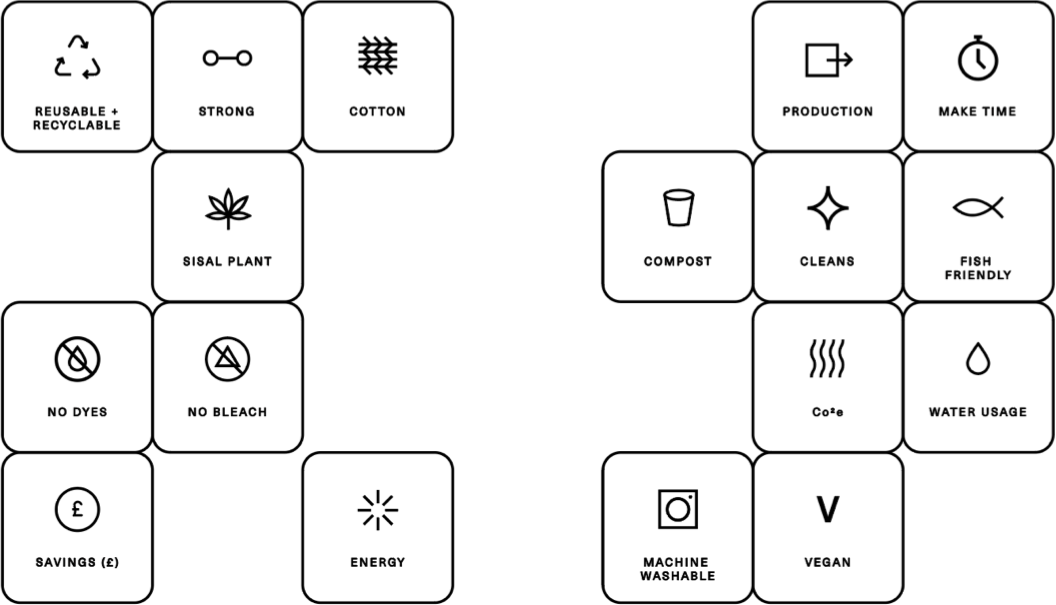 REUSABLE +
RECYCLABLE
STRONG
COTTON
PRODUCTION
MAKE TIME
SISAL PLANT
COMPOST
CLEANS
FISH
FRIENDLY
NO DYES
NO BLEACH
Co²e
WATER USAGE
£
SAVINGS (£)
ENERGY
MACHINE
WASHABLE
V
VEGAN